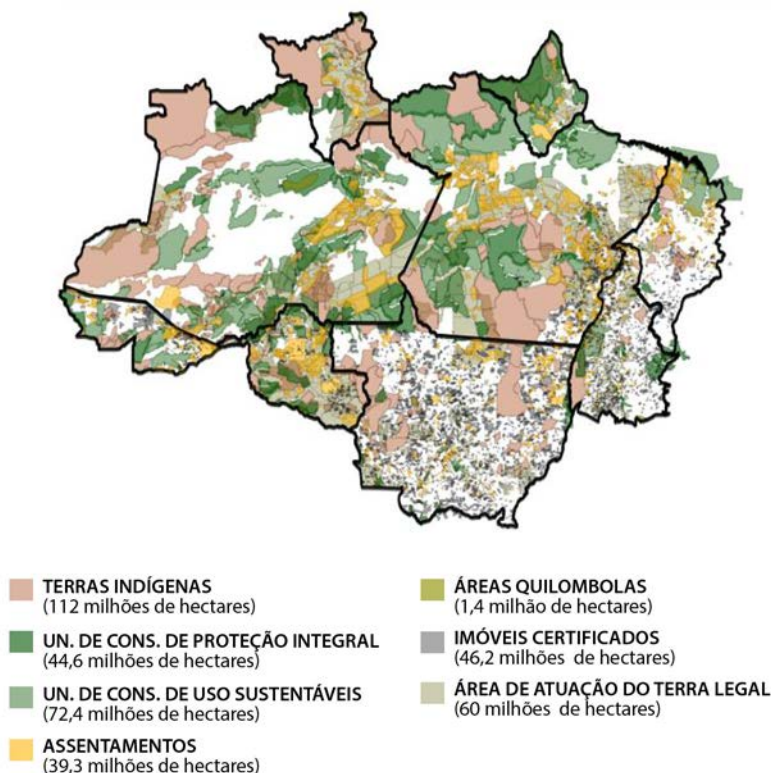 TERRAS INDÍGENAS
(112 milhões de hectares)
UN. DE CONS. DE PROTEÇÃO INTEGRAL
(44,6 milhões de hectares)
UN. DE CONS. DE USO SUSTENTÁVEIS
(72,4 milhões de hectares)
ASSENTAMENTOS
(39,3 milhões de hectares)
ÁREAS QUILOMBOLAS
(1,4 milhão de hectares)
IMÓVEIS CERTIFICADOS
(46,2 milhões de hectares)
ÁREA DE ATUAÇÃO DO TERRA LEGAL
(60 milhões de hectares)